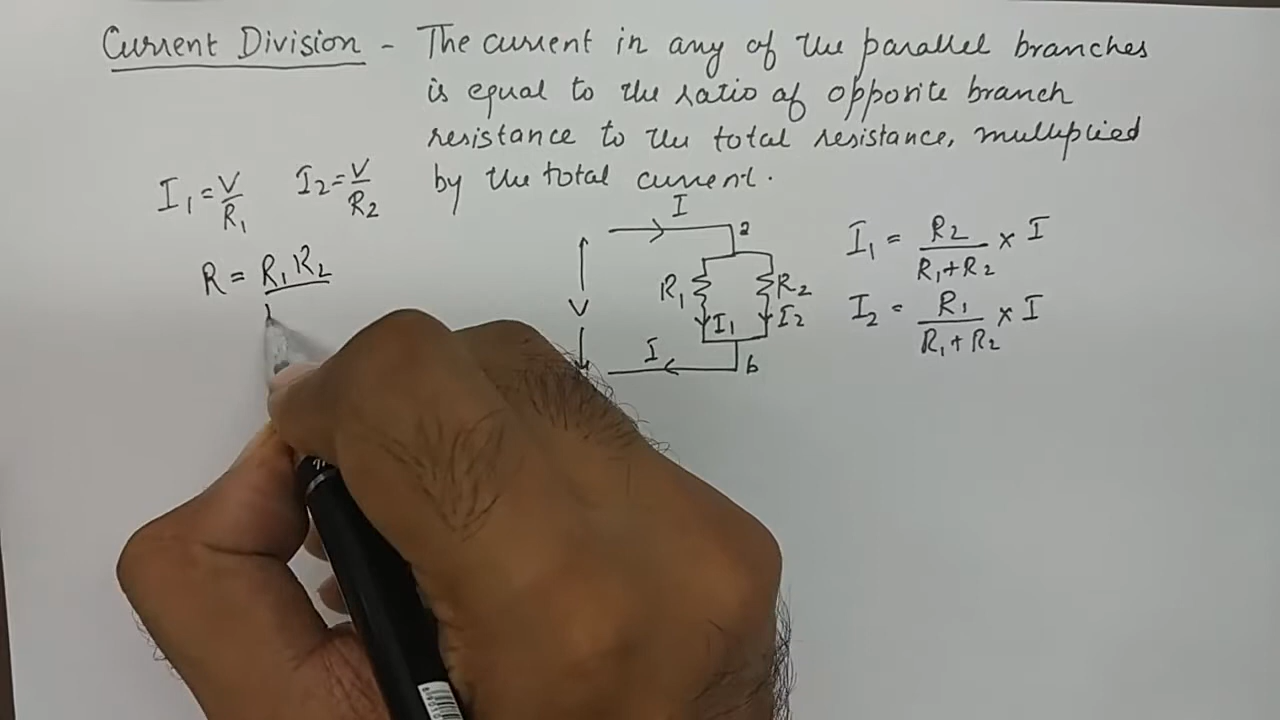 Current Division - The current in any of the parallel branches
is equal to the ratio of opposite branch
resistance to the total resistance, multiplied
by the total current.
I₁ = V/R₁ I₂ = V/R₂
R = R₁R₂
I
a
R₁ R₂
V
I₁ I₂
I
b
I₁ = R₂/(R₁+R₂) × I
I₂ = R₁/(R₁+R₂) × I